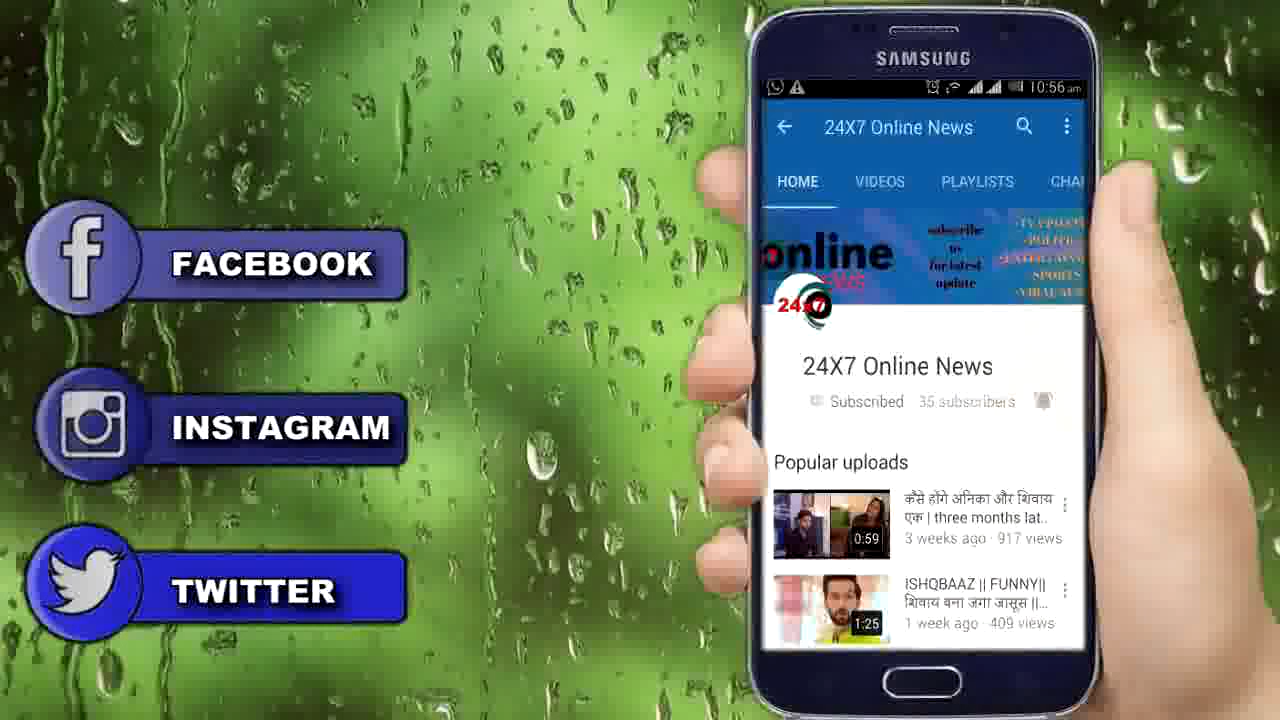 FACEBOOK
INSTAGRAM
TWITTER
SAMSUNG
10:56 am
24X7 Online News
HOME VIDEOS PLAYLISTS CHA
online
subscribe
to
for latest
update
SPORTS
24x7
24X7 Online News
Subscribed 35 subscribers
Popular uploads
कैसे होंगे अनिका और शिवाय
एक | three months lat..
3 weeks ago · 917 views
0:59
ISHQBAAZ || FUNNY||
शिवाय बना जगा जासूस ||...
1 week ago · 409 views
1:25